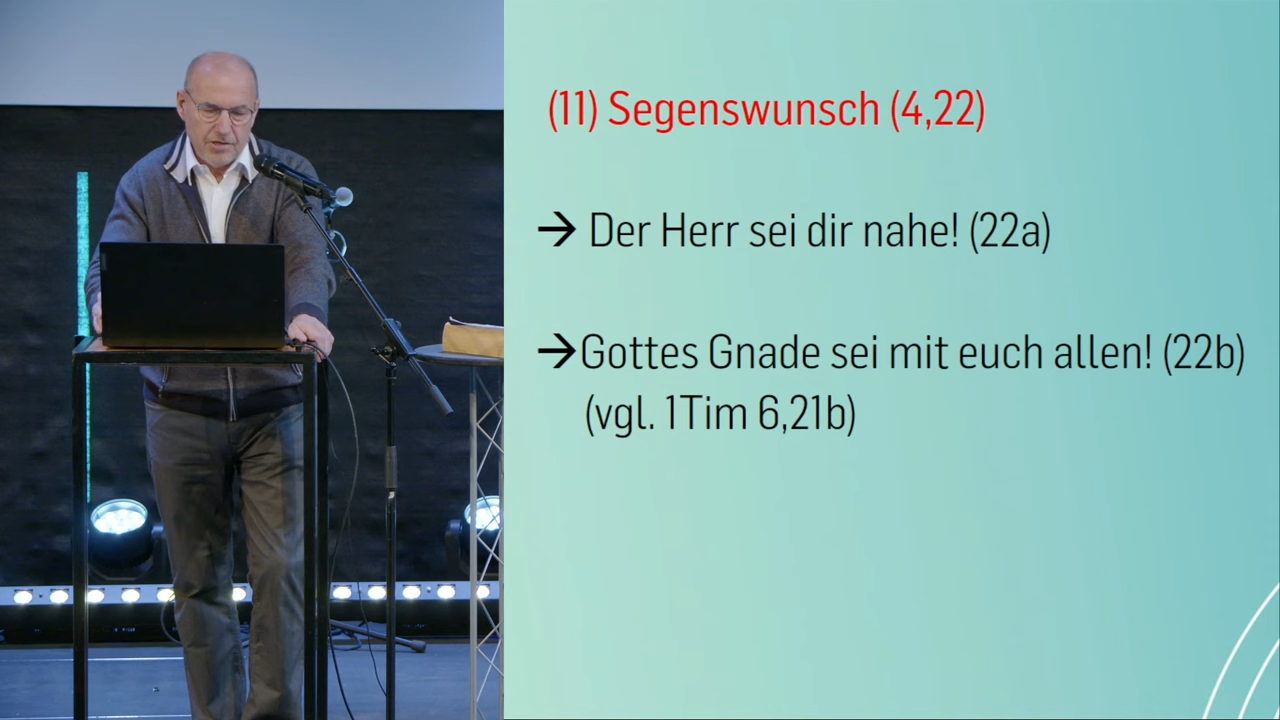 (11) Segenswunsch (4,22)
→ Der Herr sei dir nahe! (22a)
→Gottes Gnade sei mit euch allen! (22b)
(vgl. 1Tim 6,21b)